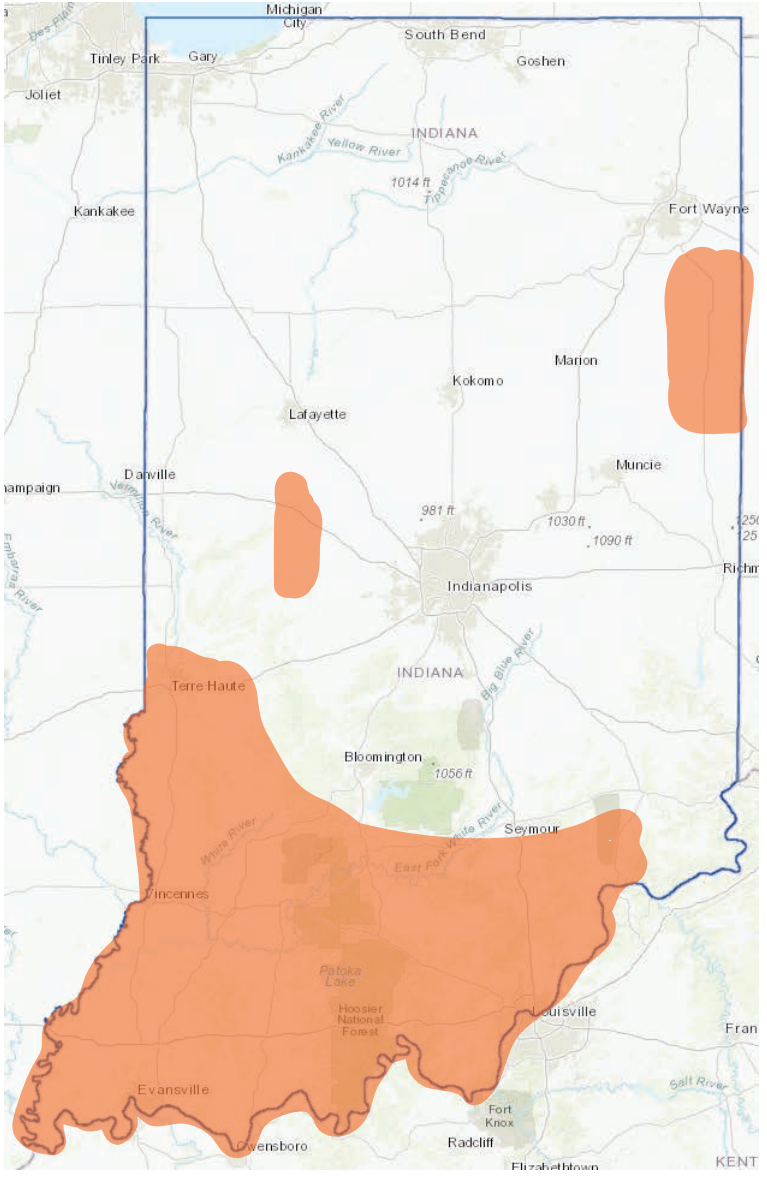 Michigan
City
Des Plain
South Bend
Tinley Park
Gary
Goshen
Joliet
Kankakee River
INDIANA
Yellow River
Tippecanoe River
1014 ft
Kankakee
Fort Wayne
Marion
Kokomo
Lafayette
Muncie
Danville
hampaign
Vermilion River
981 ft
1030 ft
1090 ft
1250
Embarras River
Richm
Indianapolis
INDIANA
Big Blue River
Terre Haute
Bloomington
1056 ft
White River
East Fork White River
Seymour
Vincennes
Patoka
Lake
Hoosier
National
Forest
Louisville
Fran
Evansville
Salt River
Fort
Knox
Owensboro
Radcliff
Elizabethtown
KENT